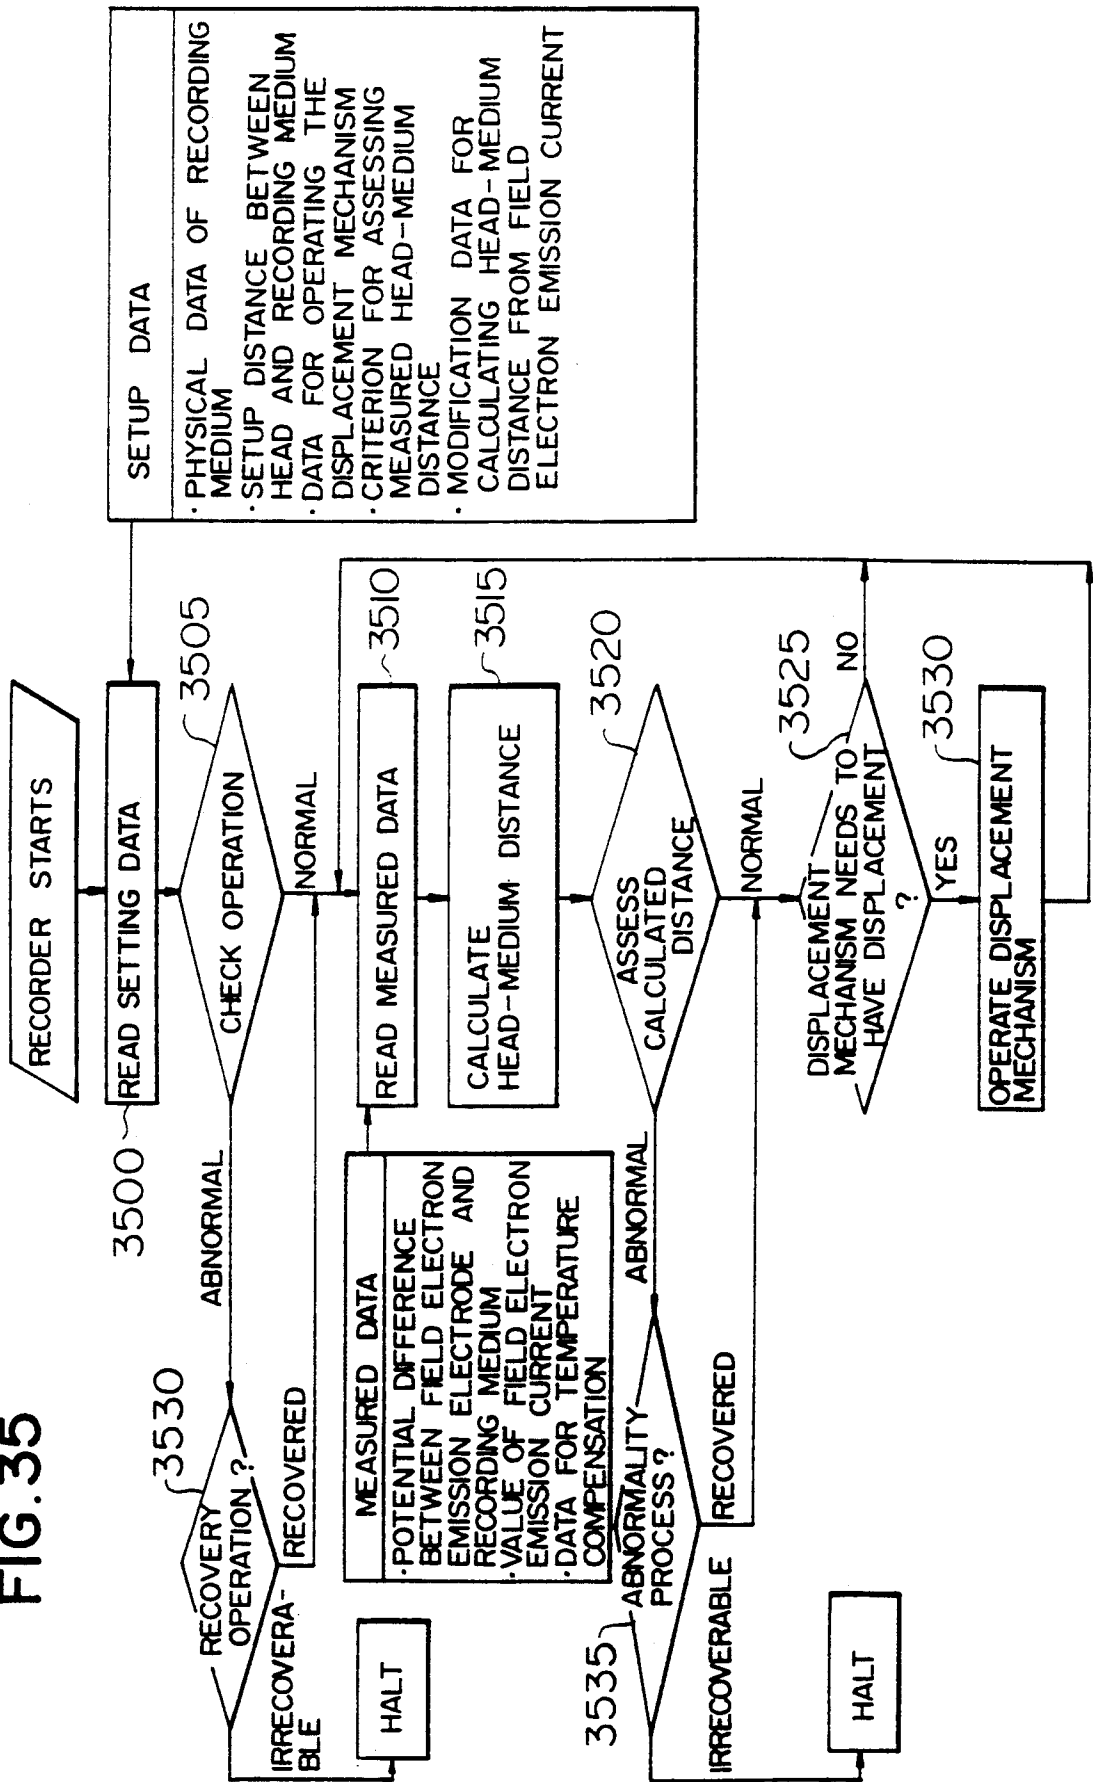 FIG.35
RECORDER STARTS
READ SETTING DATA
3500
SETUP DATA
· PHYSICAL DATA OF RECORDING
MEDIUM
· SETUP DISTANCE BETWEEN
HEAD AND RECORDING MEDIUM
· DATA FOR OPERATING THE
DISPLACEMENT MECHANISM
· CRITERION FOR ASSESSING
MEASURED HEAD-MEDIUM
DISTANCE
· MODIFICATION DATA FOR
CALCULATING HEAD-MEDIUM
DISTANCE FROM FIELD
ELECTRON EMISSION CURRENT
CHECK OPERATION
3505
ABNORMAL
NORMAL
RECOVERY
OPERATION ?
3530
RECOVERED
IRRECOVERA-
BLE
HALT
READ MEASURED DATA
3510
MEASURED DATA
· POTENTIAL DIFFERENCE
BETWEEN FIELD ELECTRON
EMISSION ELECTRODE AND
RECORDING MEDIUM
· VALUE OF FIELD ELECTRON
EMISSION CURRENT
· DATA FOR TEMPERATURE
COMPENSATION
CALCULATE
HEAD-MEDIUM DISTANCE
3515
ASSESS
CALCULATED
DISTANCE
3520
ABNORMAL
NORMAL
ABNORMALITY
PROCESS?
3535
RECOVERED
IRRECOVERABLE
HALT
DISPLACEMENT
MECHANISM NEEDS TO
HAVE DISPLACEMENT
?
3525
NO
YES
OPERATE DISPLACEMENT
MECHANISM
3530